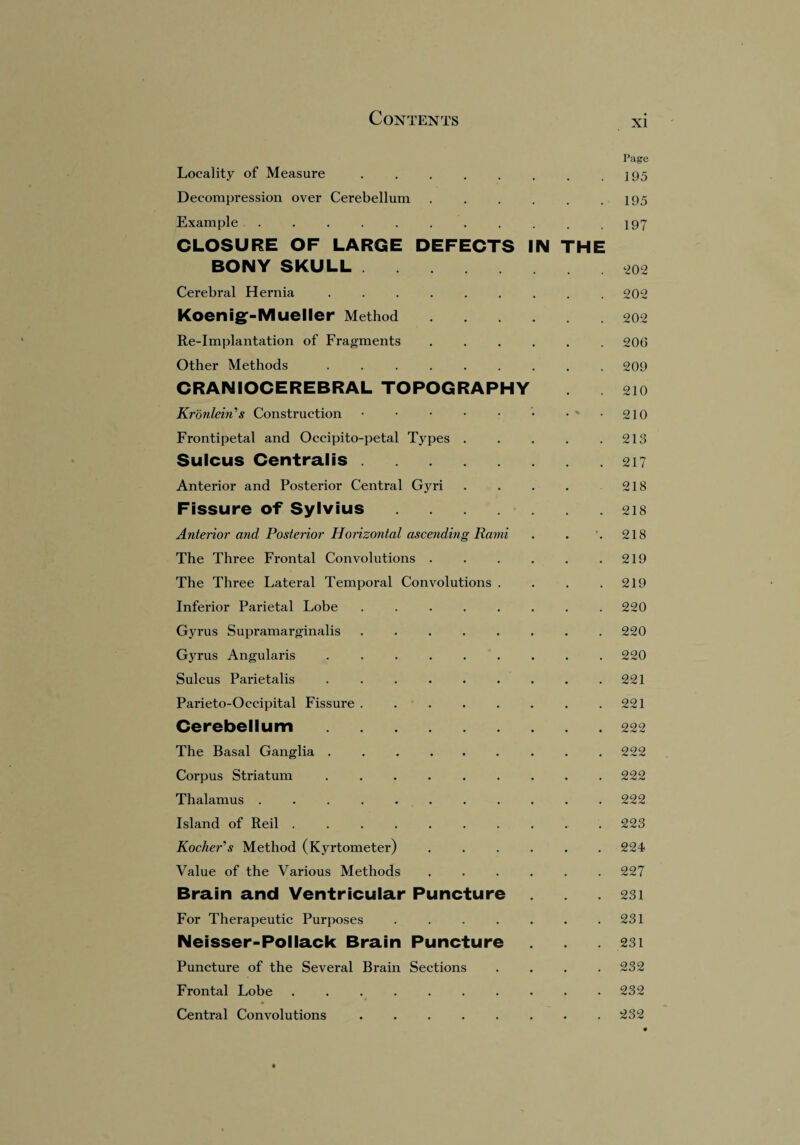 CONTENTS xi
Page
Locality of Measure . . . . . . . . 195
Decompression over Cerebellum . . . . . . 195
Example . . . . . . . . . . . 197
CLOSURE OF LARGE DEFECTS IN THE
BONY SKULL . . . . . . . . 202
Cerebral Hernia . . . . . . . . . 202
Koenig-Mueller Method . . . . . . 202
Re-Implantation of Fragments . . . . . . 206
Other Methods . . . . . . . . . 209
CRANIOCEREBRAL TOPOGRAPHY . . 210
Krönlein's Construction . . . . . . . . 210
Frontipetal and Occipito-petal Types . . . . . 213
Sulcus Centralis . . . . . . . . 217
Anterior and Posterior Central Gyri . . . . 218
Fissure of Sylvius . . . . . . . 218
Anterior and Posterior Horizontal ascending Rami . . . 218
The Three Frontal Convolutions . . . . . . 219
The Three Lateral Temporal Convolutions . . . . 219
Inferior Parietal Lobe . . . . . . . . 220
Gyrus Supramarginalis . . . . . . . . 220
Gyrus Angularis . . . . . . . . . 220
Sulcus Parietalis . . . . . . . . . 221
Parieto-Occipital Fissure . . . . . . . . 221
Cerebellum . . . . . . . . . 222
The Basal Ganglia . . . . . . . . . 222
Corpus Striatum . . . . . . . . . 222
Thalamus . . . . . . . . . . . 222
Island of Reil . . . . . . . . . . 223
Kocher's Method (Kyrtometer) . . . . . . 224
Value of the Various Methods . . . . . . 227
Brain and Ventricular Puncture . . . 231
For Therapeutic Purposes . . . . . . . 231
Neisser-Pollack Brain Puncture . . . 231
Puncture of the Several Brain Sections . . . . 232
Frontal Lobe . . . . . . . . . . 232
Central Convolutions . . . . . . . . 232